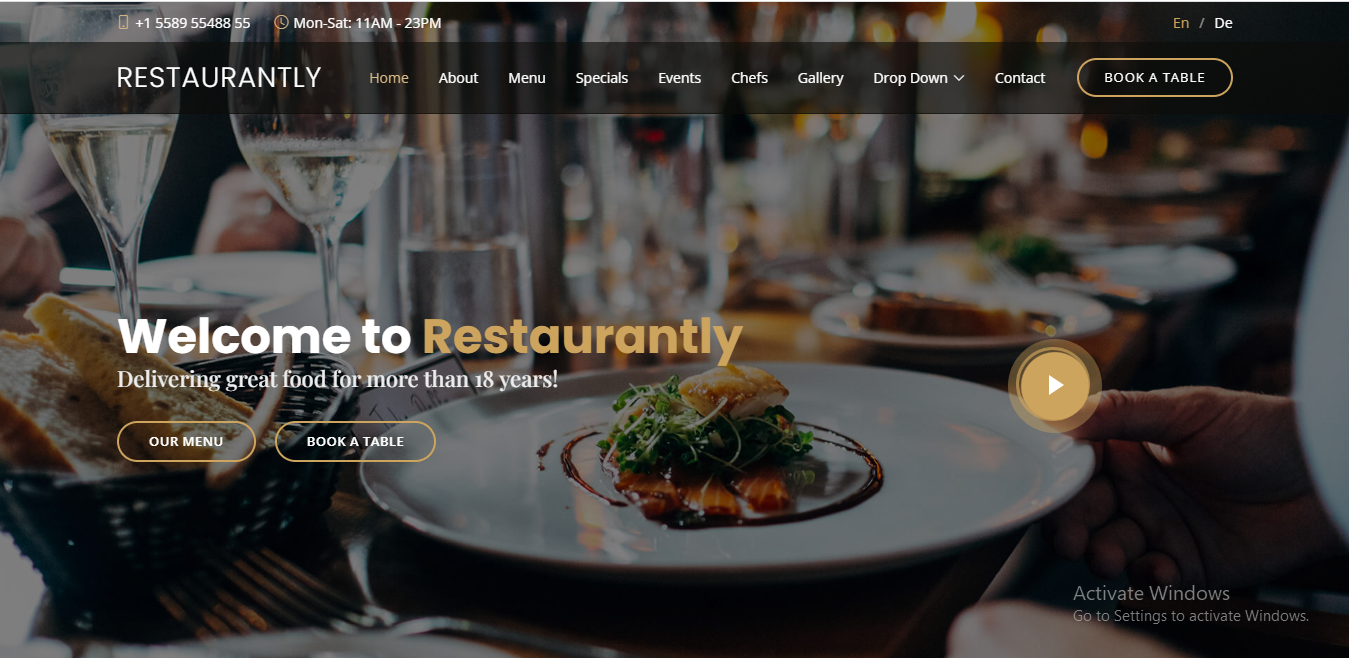 +1 5589 55488 55 Mon-Sat: 11AM - 23PM En / De
RESTAURANTLY Home About Menu Specials Events Chefs Gallery Drop Down Contact BOOK A TABLE
Welcome to Restaurantly
Delivering great food for more than 18 years!
OUR MENU BOOK A TABLE
Activate Windows
Go to Settings to activate Windows.